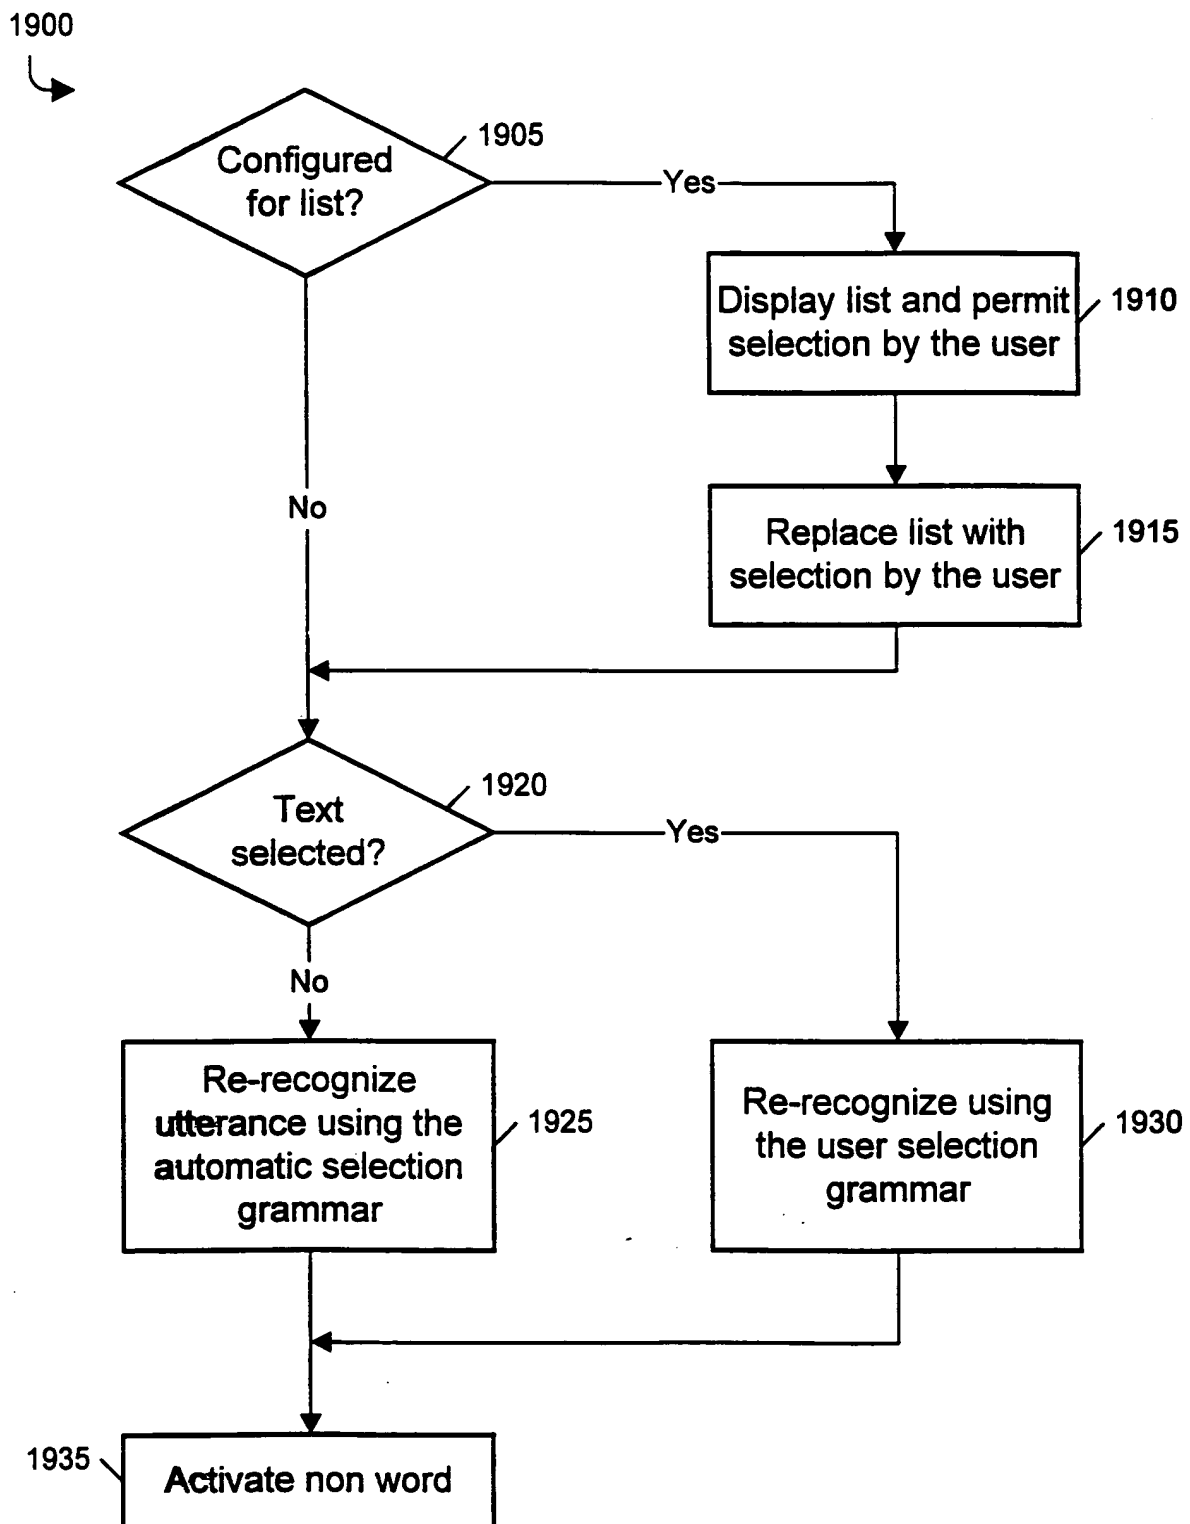 1900
Configured
for list?
1905
Yes
Display list and permit
selection by the user
1910
No
Replace list with
selection by the user
1915
Text
selected?
1920
Yes
No
Re-recognize
utterance using the
automatic selection
grammar
1925
Re-recognize using
the user selection
grammar
1930
1935
Activate non word